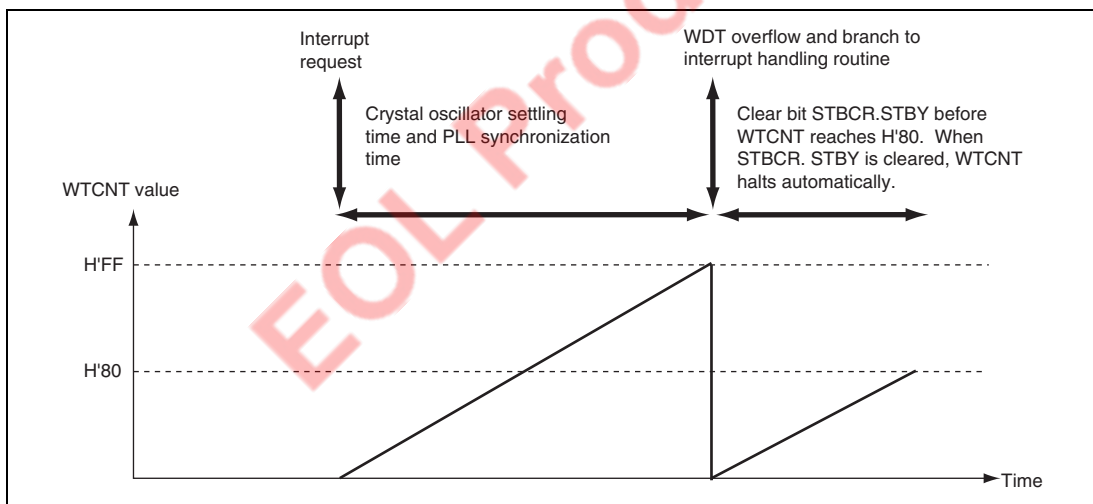 Interrupt
request
WDT overflow and branch to
interrupt handling routine
Crystal oscillator settling
time and PLL synchronization
time
Clear bit STBCR.STBY before
WTCNT reaches H'80.  When
STBCR. STBY is cleared, WTCNT
halts automatically.
WTCNT value
H'FF
H'80
Time
EOL Prod